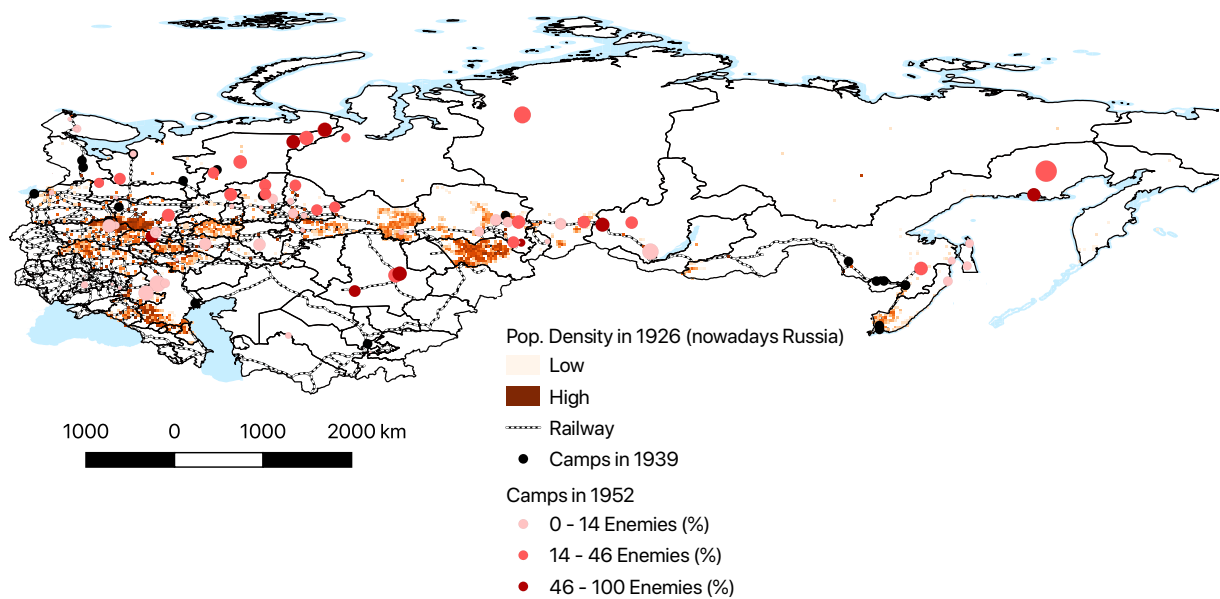 Pop. Density in 1926 (nowadays Russia)
Low
High
Railway
Camps in 1939
Camps in 1952
0 - 14 Enemies (%)
14 - 46 Enemies (%)
46 - 100 Enemies (%)
1000 0 1000 2000 km